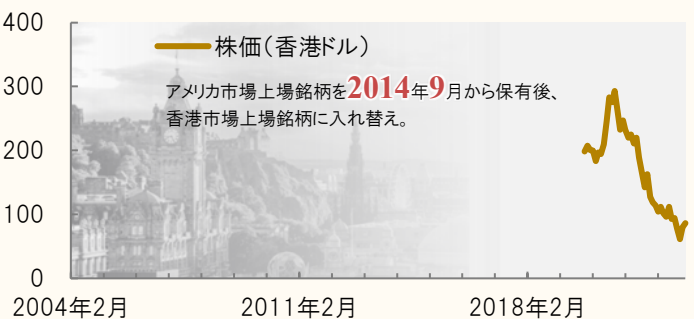 400
株価(香港ドル)
300
アメリカ市場上場銘柄を2014年9月から保有後、
香港市場上場銘柄に入れ替え。
200
100
0
2004年2月 2011年2月 2018年2月